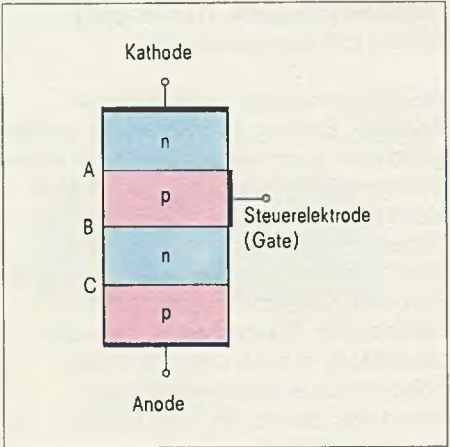 Kathode
n
A
p
Steuerelektrode
(Gate)
B
n
C
p
Anode